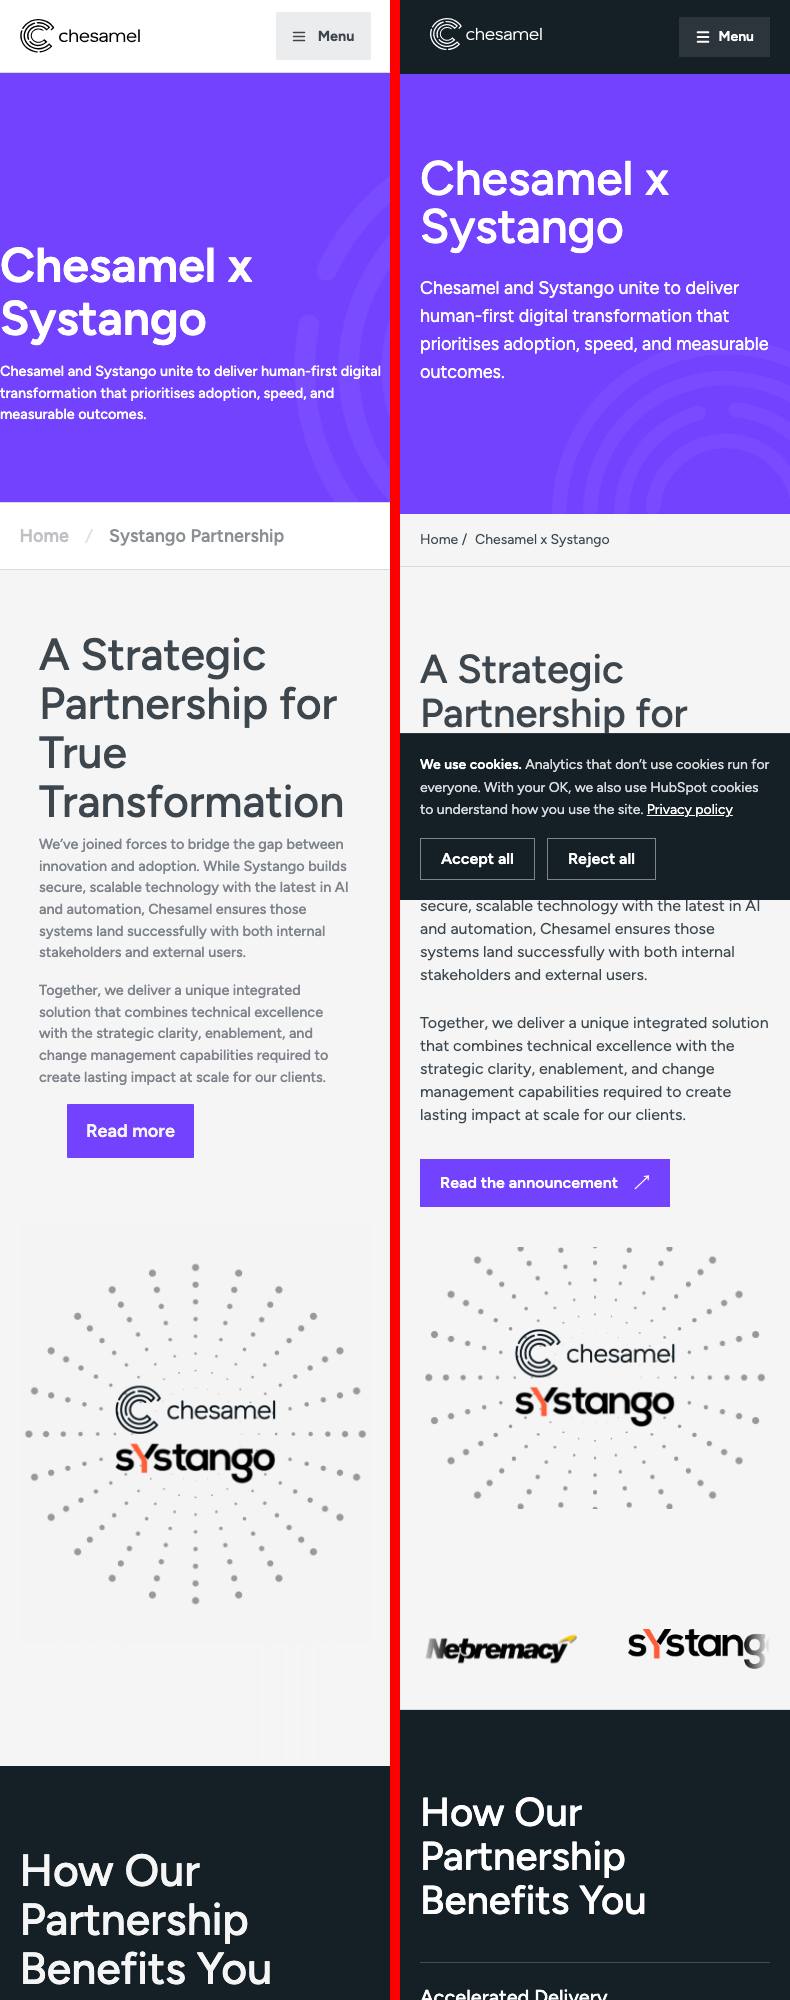 chesamel
Menu
Chesamel x
Systango
Chesamel and Systango unite to deliver human-first digital
transformation that prioritises adoption, speed, and
measurable outcomes.
Home / Systango Partnership
A Strategic
Partnership for
True
Transformation
We’ve joined forces to bridge the gap between
innovation and adoption. While Systango builds
secure, scalable technology with the latest in AI
and automation, Chesamel ensures those
systems land successfully with both internal
stakeholders and external users.
Together, we deliver a unique integrated
solution that combines technical excellence
with the strategic clarity, enablement, and
change management capabilities required to
create lasting impact at scale for our clients.
Read more
chesamel
sYstango
How Our
Partnership
Benefits You
chesamel
Menu
Chesamel x
Systango
Chesamel and Systango unite to deliver
human-first digital transformation that
prioritises adoption, speed, and measurable
outcomes.
Home / Chesamel x Systango
A Strategic
Partnership for
We use cookies. Analytics that don’t use cookies run for
everyone. With your OK, we also use HubSpot cookies
to understand how you use the site. Privacy policy
Accept all
Reject all
secure, scalable technology with the latest in AI
and automation, Chesamel ensures those
systems land successfully with both internal
stakeholders and external users.
Together, we deliver a unique integrated solution
that combines technical excellence with the
strategic clarity, enablement, and change
management capabilities required to create
lasting impact at scale for our clients.
Read the announcement
chesamel
sYstango
Netpremacy
sYstang
How Our
Partnership
Benefits You
Accelerated Delivery